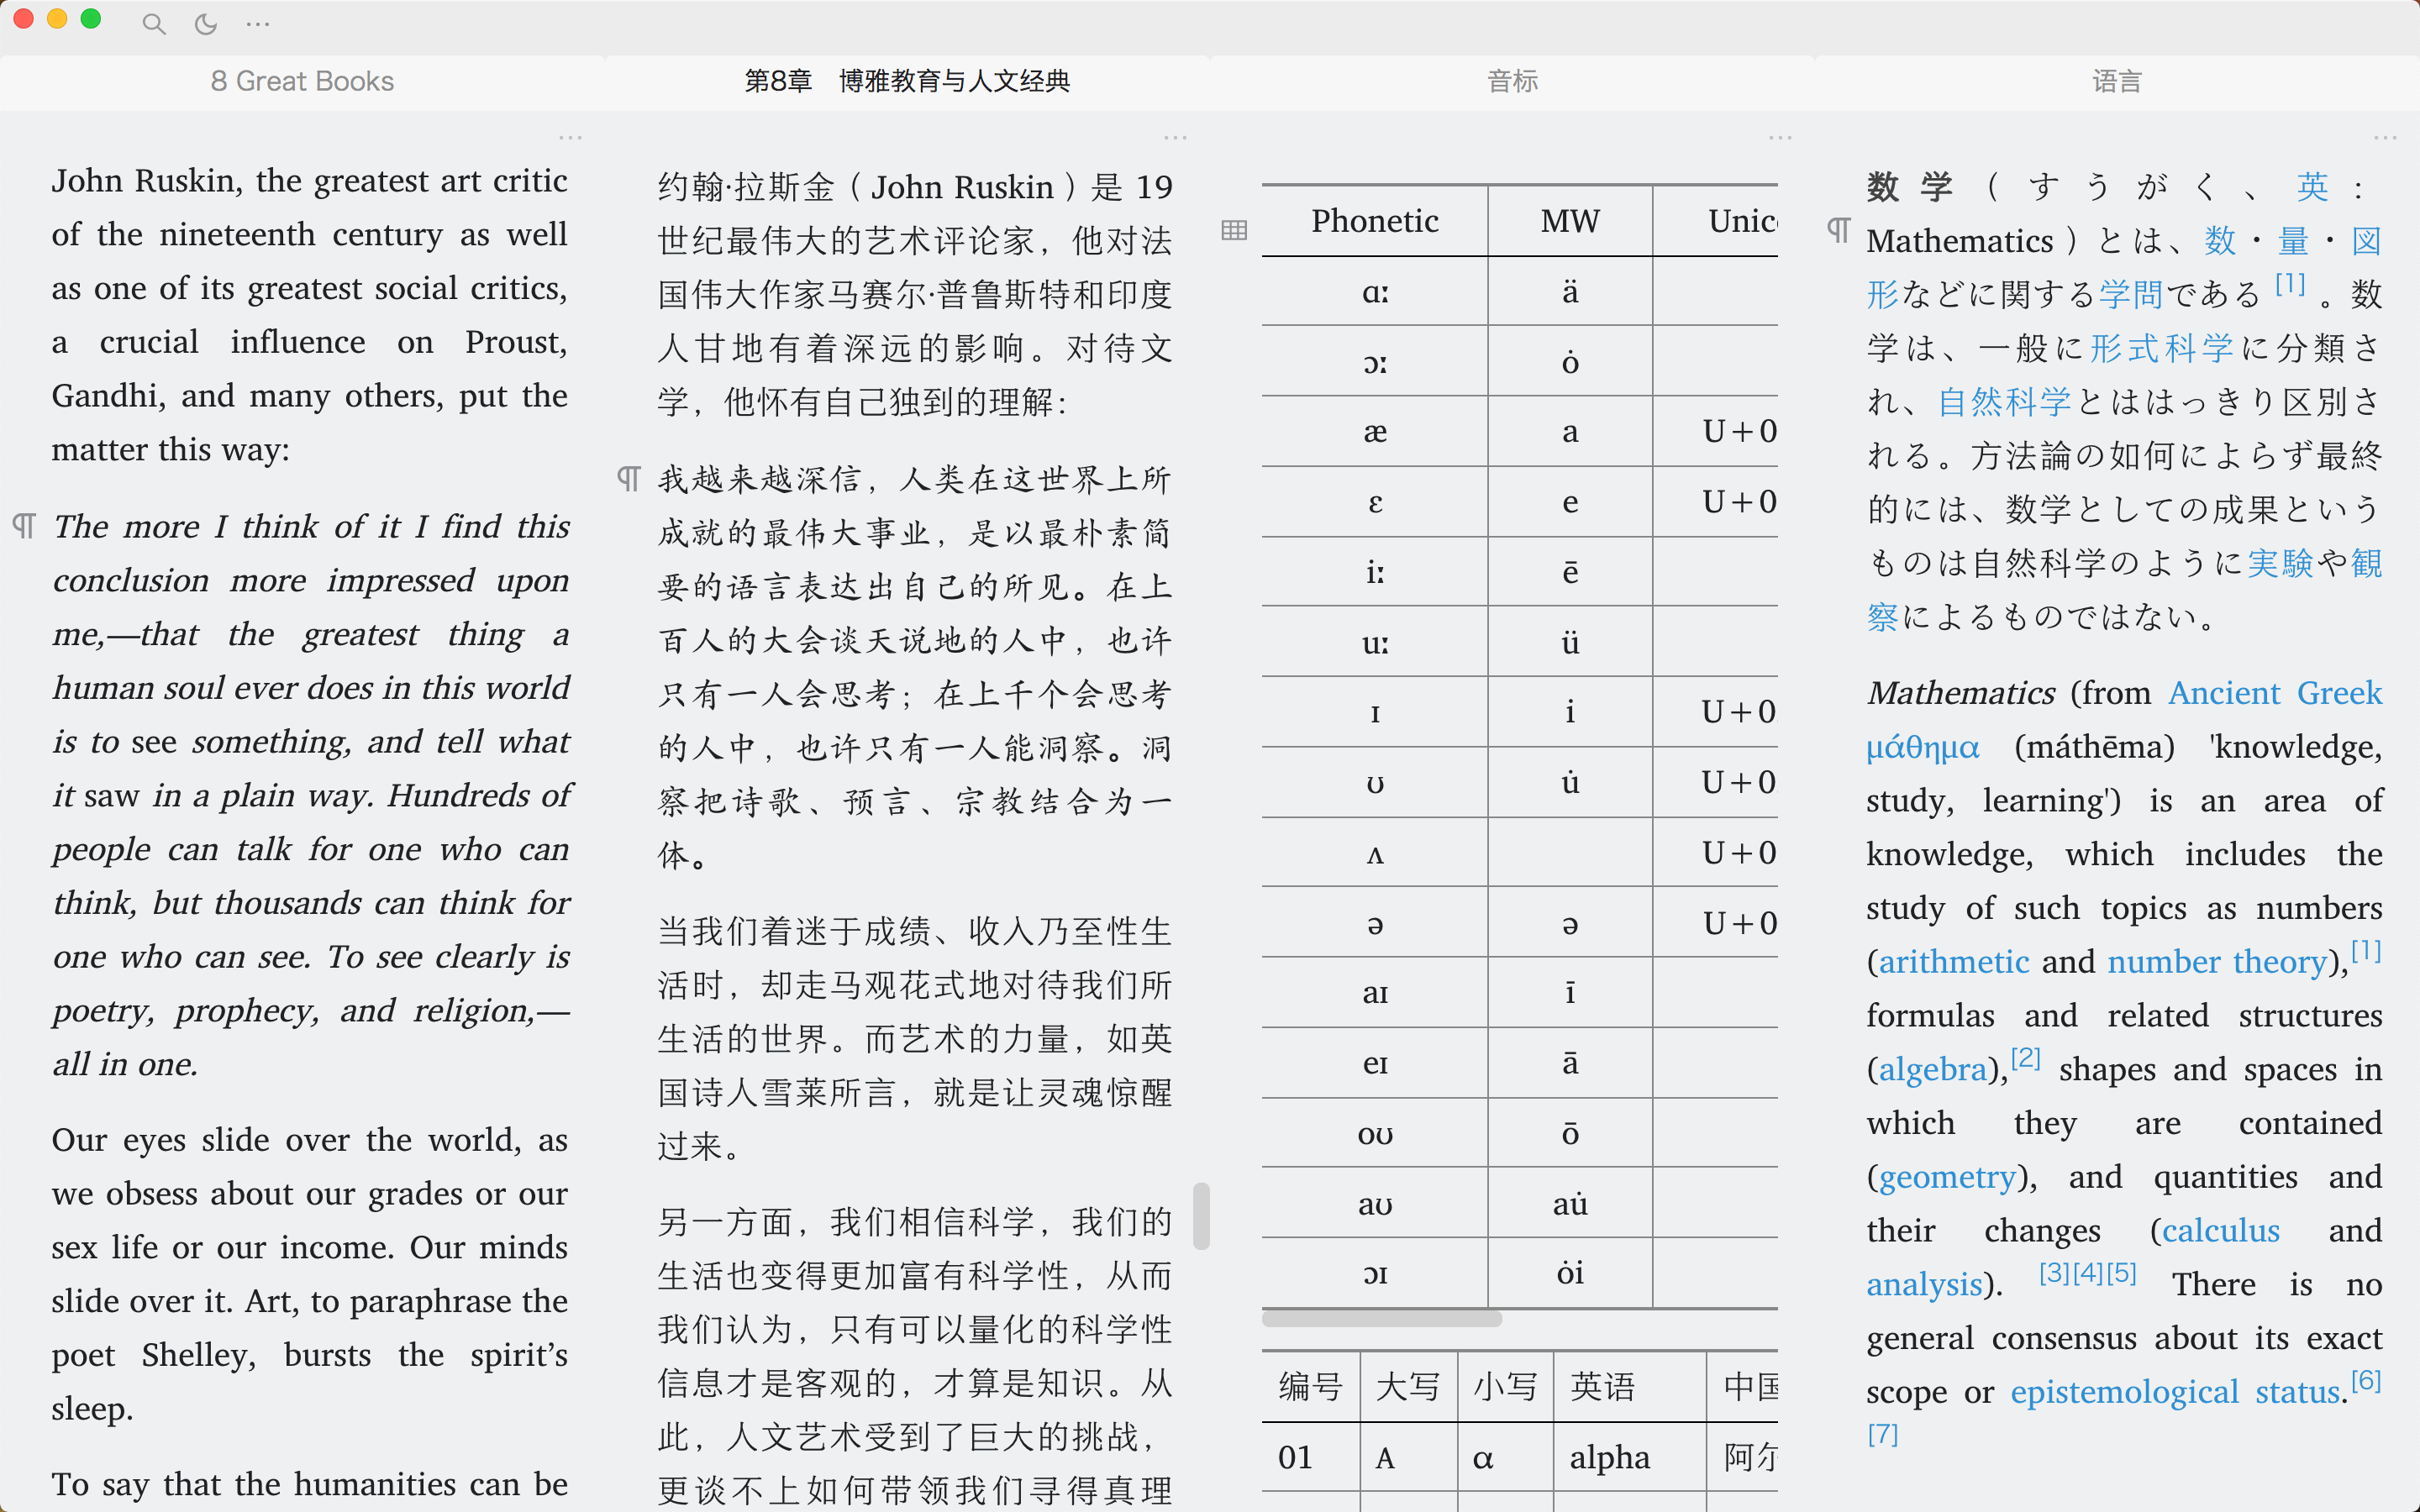 8 Great Books
第8章　博雅教育与人文经典
音标
语言
John Ruskin, the greatest art critic
of the nineteenth century as well
as one of its greatest social critics,
a crucial influence on Proust,
Gandhi, and many others, put the
matter this way:
The more I think of it I find this
conclusion more impressed upon
me,—that the greatest thing a
human soul ever does in this world
is to see something, and tell what
it saw in a plain way. Hundreds of
people can talk for one who can
think, but thousands can think for
one who can see. To see clearly is
poetry, prophecy, and religion,—
all in one.
Our eyes slide over the world, as
we obsess about our grades or our
sex life or our income. Our minds
slide over it. Art, to paraphrase the
poet Shelley, bursts the spirit’s
sleep.
To say that the humanities can be
约翰·拉斯金（John Ruskin）是 19
世纪最伟大的艺术评论家，他对法
国伟大作家马赛尔·普鲁斯特和印度
人甘地有着深远的影响。对待文
学，他怀有自己独到的理解：
我越来越深信，人类在这世界上所
成就的最伟大事业，是以最朴素简
要的语言表达出自己的所见。在上
百人的大会谈天说地的人中，也许
只有一人会思考；在上千个会思考
的人中，也许只有一人能洞察。洞
察把诗歌、预言、宗教结合为一
体。
当我们着迷于成绩、收入乃至性生
活时，却走马观花式地对待我们所
生活的世界。而艺术的力量，如英
国诗人雪莱所言，就是让灵魂惊醒
过来。
另一方面，我们相信科学，我们的
生活也变得更加富有科学性，从而
我们认为，只有可以量化的科学性
信息才是客观的，才算是知识。从
此，人文艺术受到了巨大的挑战，
更谈不上如何带领我们寻得真理
Phonetic MW Unic
ɑː ä
ɔː ȯ
æ a U+0
ɛ e U+0
iː ē
uː ü
ɪ i U+0
ʊ u̇ U+0
ʌ U+0
ə ə U+0
aɪ ī
eɪ ā
oʊ ō
aʊ au̇
ɔɪ ȯi
编号 大写 小写 英语 中国
01 Α α alpha 阿尔
数学（すうがく、英:
Mathematics）とは、数・量・図
形などに関する学問である[1]。数
学は、一般に形式科学に分類さ
れ、自然科学とははっきり区別さ
れる。方法論の如何によらず最終
的には、数学としての成果という
ものは自然科学のように実験や観
察によるものではない。
Mathematics (from Ancient Greek
μάθημα (máthēma) 'knowledge,
study, learning') is an area of
knowledge, which includes the
study of such topics as numbers
(arithmetic and number theory),[1]
formulas and related structures
(algebra),[2] shapes and spaces in
which they are contained
(geometry), and quantities and
their changes (calculus and
analysis). [3][4][5] There is no
general consensus about its exact
scope or epistemological status.[6]
[7]